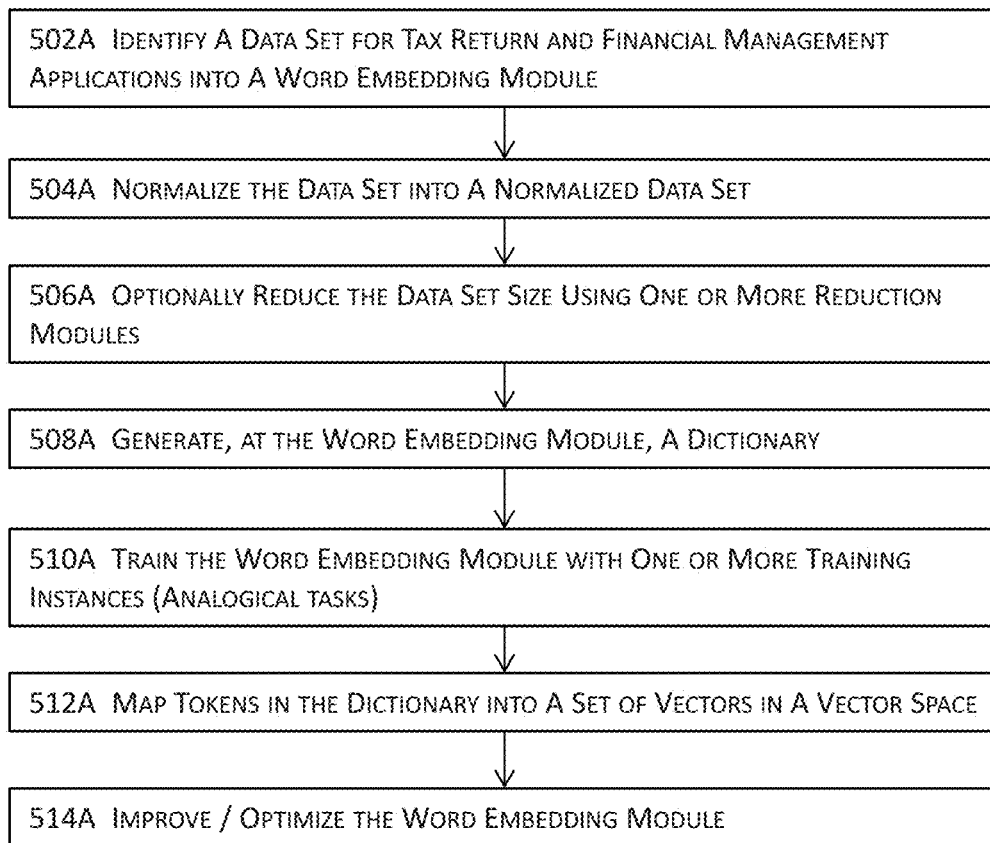 502A IDENTIFY A DATA SET FOR TAX RETURN AND FINANCIAL MANAGEMENT
APPLICATIONS INTO A WORD EMBEDDING MODULE
504A NORMALIZE THE DATA SET INTO A NORMALIZED DATA SET
506A OPTIONALLY REDUCE THE DATA SET SIZE USING ONE OR MORE REDUCTION
MODULES
508A GENERATE, AT THE WORD EMBEDDING MODULE, A DICTIONARY
510A TRAIN THE WORD EMBEDDING MODULE WITH ONE OR MORE TRAINING
INSTANCES (ANALOGICAL TASKS)
512A MAP TOKENS IN THE DICTIONARY INTO A SET OF VECTORS IN A VECTOR SPACE
514A IMPROVE / OPTIMIZE THE WORD EMBEDDING MODULE